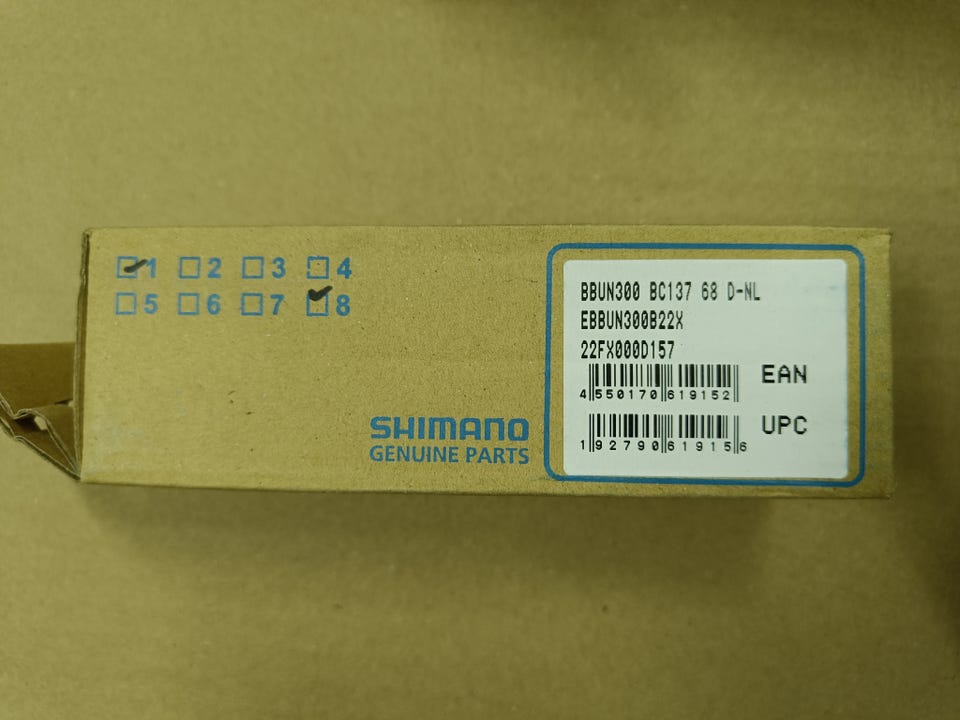 1 2 3 4
5 6 7 8
SHIMANO
GENUINE PARTS
BBUN300 BC137 68 D-NL
EBBUN300B22X
22FX000D157
4 550170 619152
EAN
1 92790 61915 6
UPC